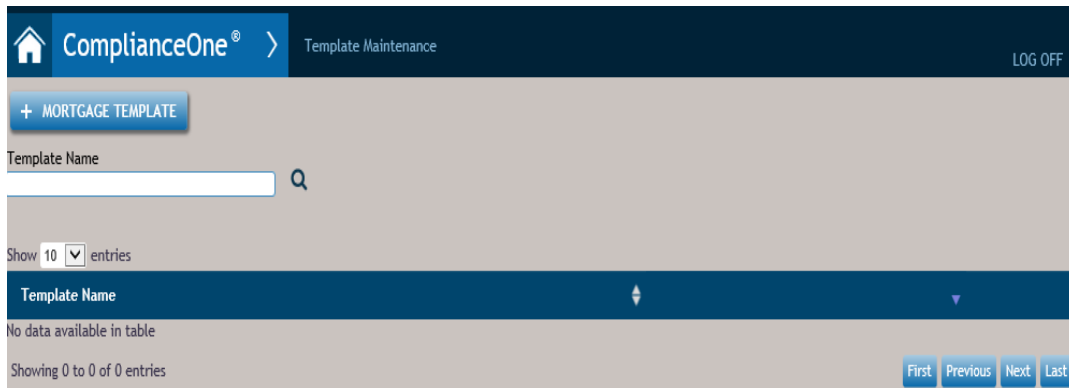 ComplianceOne® Template Maintenance
LOG OFF
+ MORTGAGE TEMPLATE
Template Name
Show 10 entries
Template Name
No data available in table
Showing 0 to 0 of 0 entries First Previous Next Last